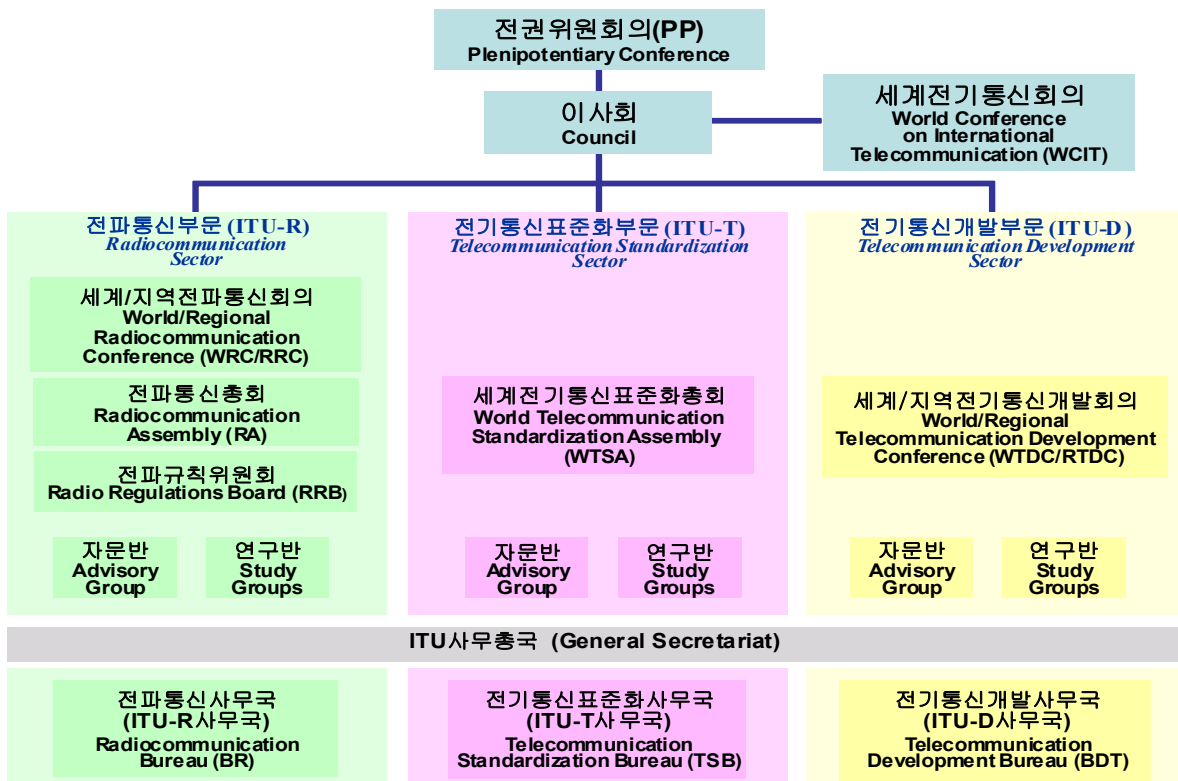 전권위원회의(PP)
Plenipotentiary Conference
이사회
Council
세계전기통신회의
World Conference
on International
Telecommunication (WCIT)
전파통신부문 (ITU-R)
Radiocommunication
Sector
세계/지역전파통신회의
World/Regional
Radiocommunication
Conference (WRC/RRC)
전파통신총회
Radiocommunication
Assembly (RA)
전파규칙위원회
Radio Regulations Board (RRB)
자문반
Advisory
Group
연구반
Study
Groups
전기통신표준화부문 (ITU-T)
Telecommunication Standardization
Sector
세계전기통신표준화총회
World Telecommunication
Standardization Assembly
(WTSA)
자문반
Advisory
Group
연구반
Study
Groups
전기통신개발부문 (ITU-D)
Telecommunication Development
Sector
세계/지역전기통신개발회의
World/Regional
Telecommunication Development
Conference (WTDC/RTDC)
자문반
Advisory
Group
연구반
Study
Groups
ITU사무총국 (General Secretariat)
전파통신사무국
(ITU-R사무국)
Radiocommunication
Bureau (BR)
전기통신표준화사무국
(ITU-T사무국)
Telecommunication
Standardization Bureau (TSB)
전기통신개발사무국
(ITU-D사무국)
Telecommunication
Development Bureau (BDT)